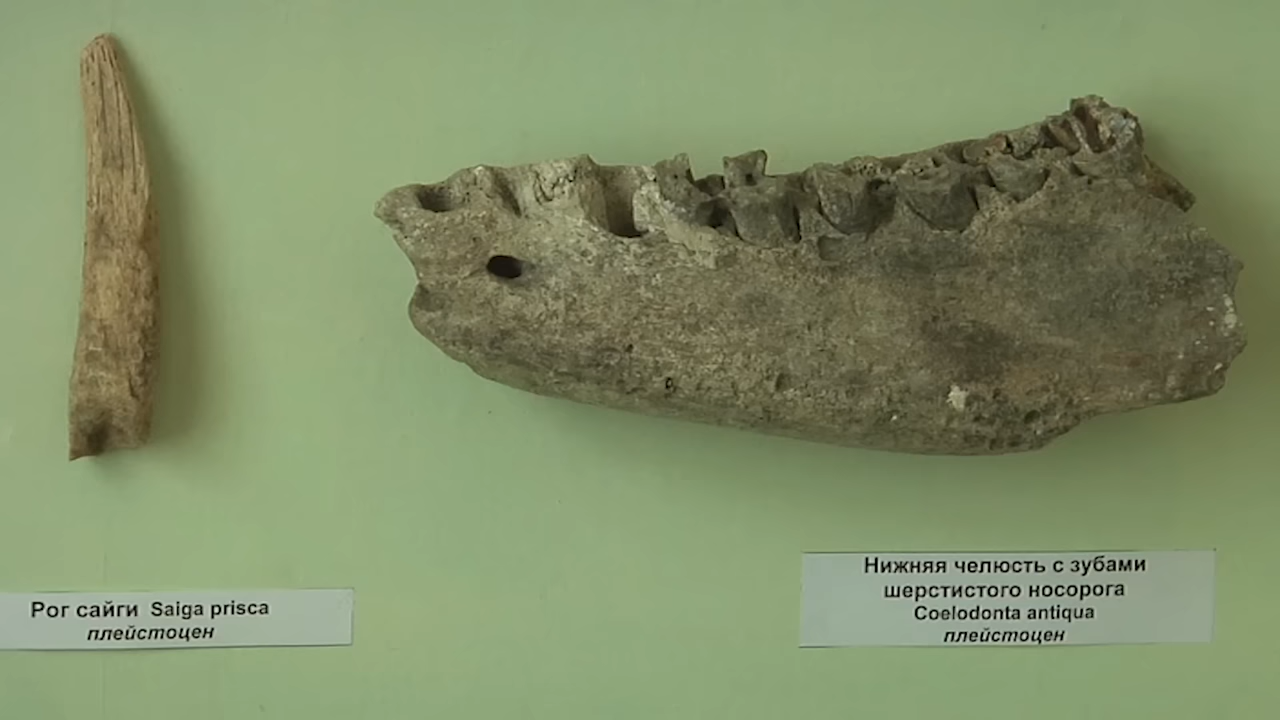 Рог сайги Saiga prisca
плейстоцен
Нижняя челюсть с зубами
шерстистого носорога
Coelodonta antiqua
плейстоцен